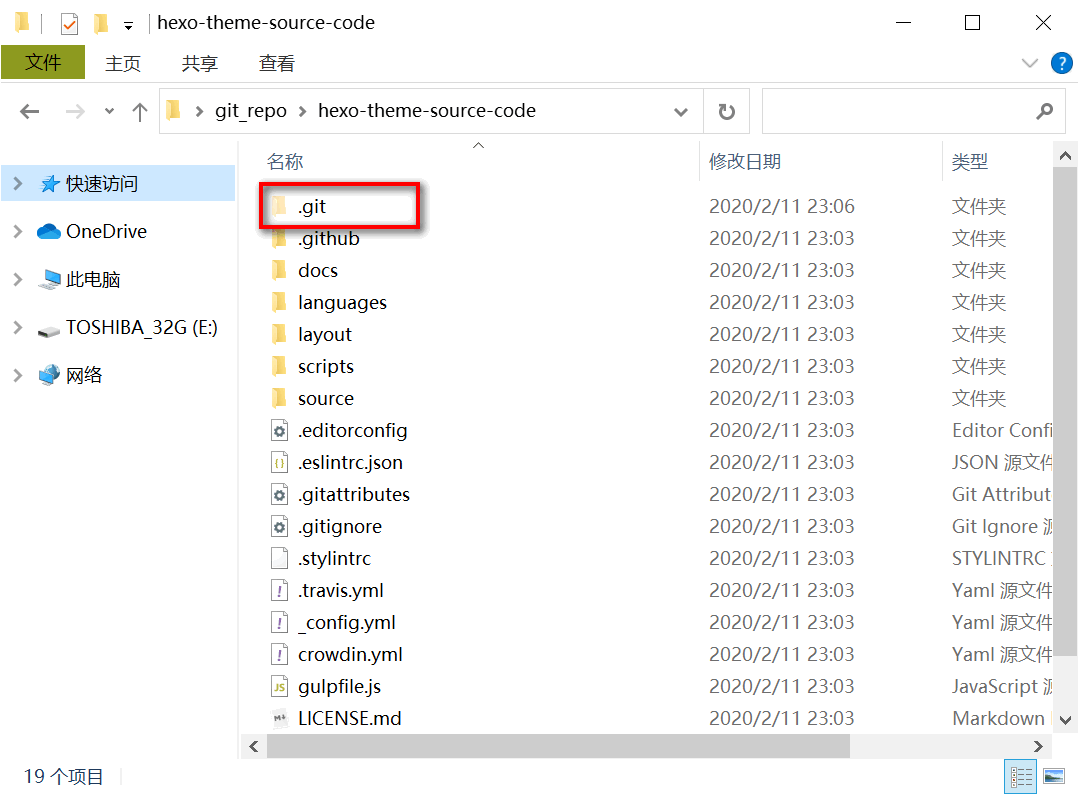 hexo-theme-source-code
文件 主页 共享 查看
git_repo hexo-theme-source-code
名称 修改日期 类型
快速访问
OneDrive
此电脑
TOSHIBA_32G (E:)
网络
.git 2020/2/11 23:06 文件夹
.github 2020/2/11 23:03 文件夹
docs 2020/2/11 23:03 文件夹
languages 2020/2/11 23:03 文件夹
layout 2020/2/11 23:03 文件夹
scripts 2020/2/11 23:03 文件夹
source 2020/2/11 23:03 文件夹
.editorconfig 2020/2/11 23:03 Editor Confi
.eslintrc.json 2020/2/11 23:03 JSON 源文件
.gitattributes 2020/2/11 23:03 Git Attribut
.gitignore 2020/2/11 23:03 Git Ignore 源
.stylintrc 2020/2/11 23:03 STYLINTRC
.travis.yml 2020/2/11 23:03 Yaml 源文件
_config.yml 2020/2/11 23:03 Yaml 源文件
crowdin.yml 2020/2/11 23:03 Yaml 源文件
gulpfile.js 2020/2/11 23:03 JavaScript 源
LICENSE.md 2020/2/11 23:03 Markdown
19 个项目